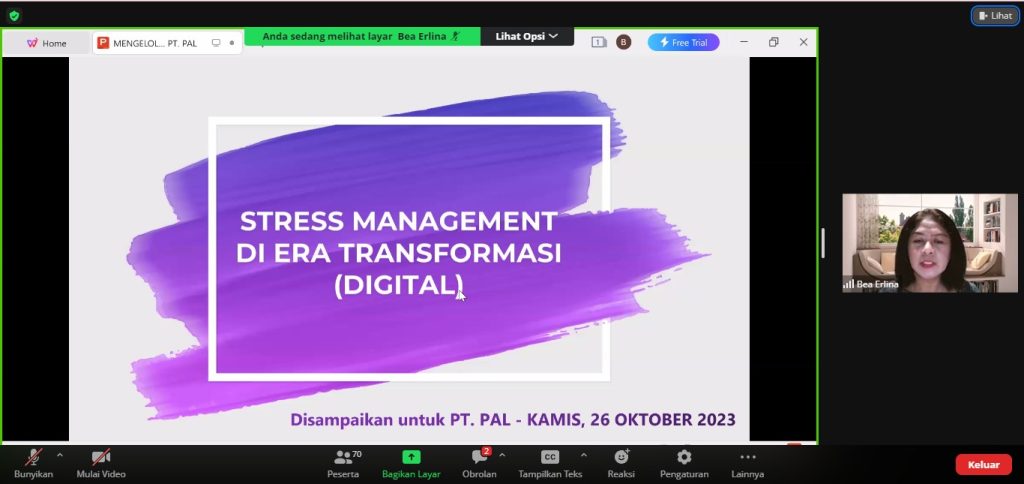 Lihat
Home
MENGELOL... PT. PAL
Anda sedang melihat layar Bea Erlina
Lihat Opsi
1
B
Free Trial
STRESS MANAGEMENT
DI ERA TRANSFORMASI
(DIGITAL)
Disampaikan untuk PT. PAL - KAMIS, 26 OKTOBER 2023
Bea Erlina
Bunyikan
Mulai Video
70
Peserta
Bagikan Layar
2
Obrolan
CC
Tampilkan Teks
Reaksi
Pengaturan
Lainnya
Keluar